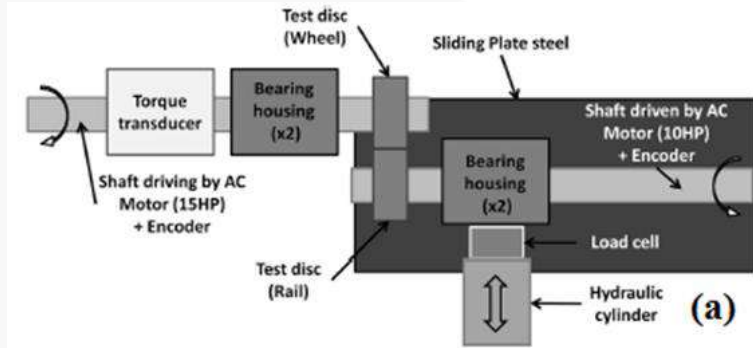 Test disc
(Wheel)
Sliding Plate steel
Torque
transducer
Bearing
housing
(x2)
Shaft driven by AC
Motor (10HP)
+ Encoder
Bearing
housing
(x2)
Shaft driving by AC
Motor (15HP)
+ Encoder
Test disc
(Rail)
Load cell
Hydraulic
cylinder
(a)